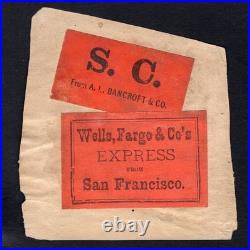 S. C.
From A. L. BANCROFT & CO.
Wells, Fargo & Co's
EXPRESS
FROM
San Francisco.